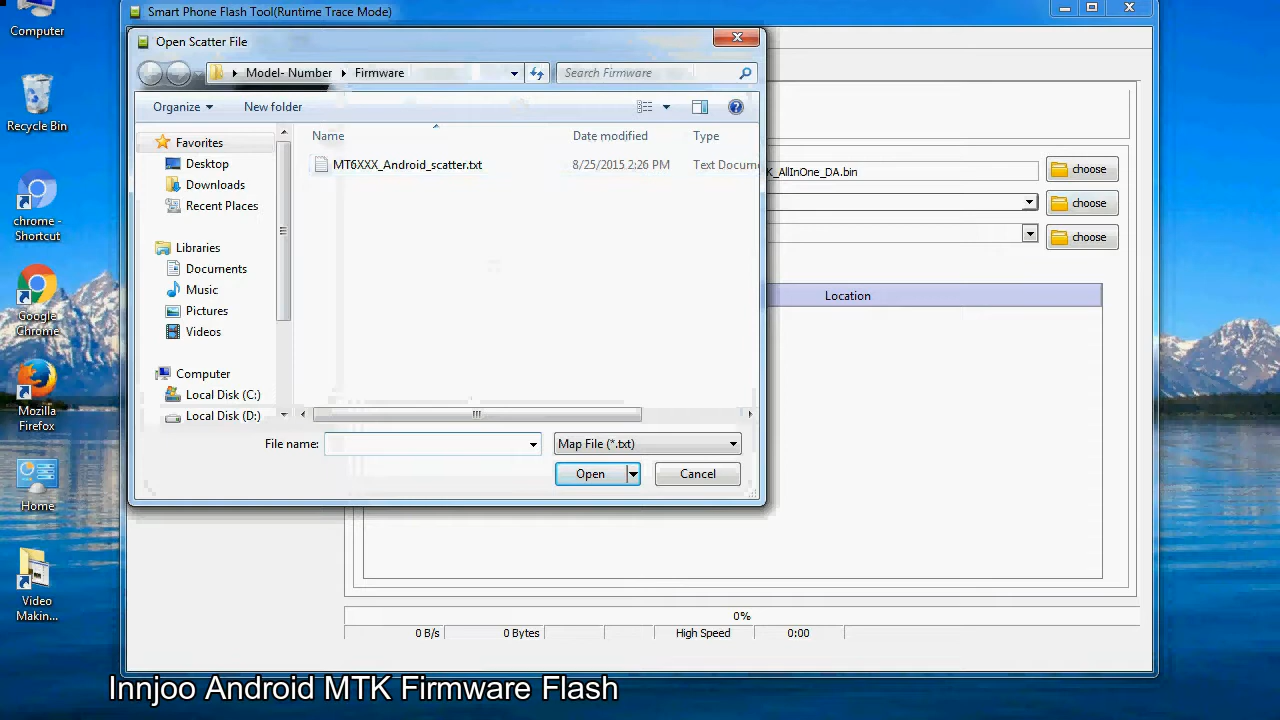 Computer
Recycle Bin
chrome -
Shortcut
Google
Chrome
Mozilla
Firefox
Home
Video
Makin...
Smart Phone Flash Tool(Runtime Trace Mode)
Open Scatter File
Model- Number
Firmware
Search Firmware
Organize
New folder
Name
Date modified
Type
Favorites
Desktop
Downloads
Recent Places
Libraries
Documents
Music
Pictures
Videos
Computer
Local Disk (C:)
Local Disk (D:)
MT6XXX_Android_scatter.txt
8/25/2015 2:26 PM
Text Docum
File name:
Map File (*.txt)
Open
Cancel
K_AllInOne_DA.bin
choose
choose
choose
Location
0%
0 B/s
0 Bytes
High Speed
0:00
Innjoo Android MTK Firmware Flash